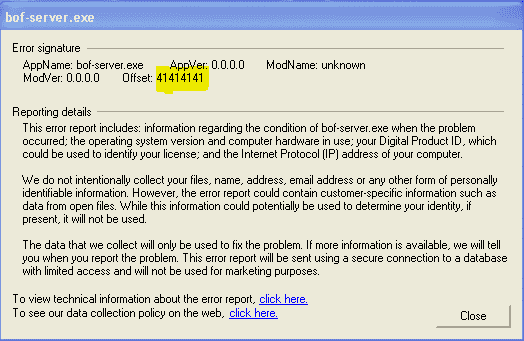 bof-server.exe
Error signature
AppName: bof-server.exe AppVer: 0.0.0.0 ModName: unknown
ModVer: 0.0.0.0 Offset: 41414141
Reporting details
This error report includes: information regarding the condition of bof-server.exe when the problem
occurred; the operating system version and computer hardware in use; your Digital Product ID, which
could be used to identify your license; and the Internet Protocol (IP) address of your computer.
We do not intentionally collect your files, name, address, email address or any other form of personally
identifiable information. However, the error report could contain customer-specific information such as
data from open files. While this information could potentially be used to determine your identity, if
present, it will not be used.
The data that we collect will only be used to fix the problem. If more information is available, we will tell
you when you report the problem. This error report will be sent using a secure connection to a database
with limited access and will not be used for marketing purposes.
To view technical information about the error report, click here.
To see our data collection policy on the web, click here.
Close